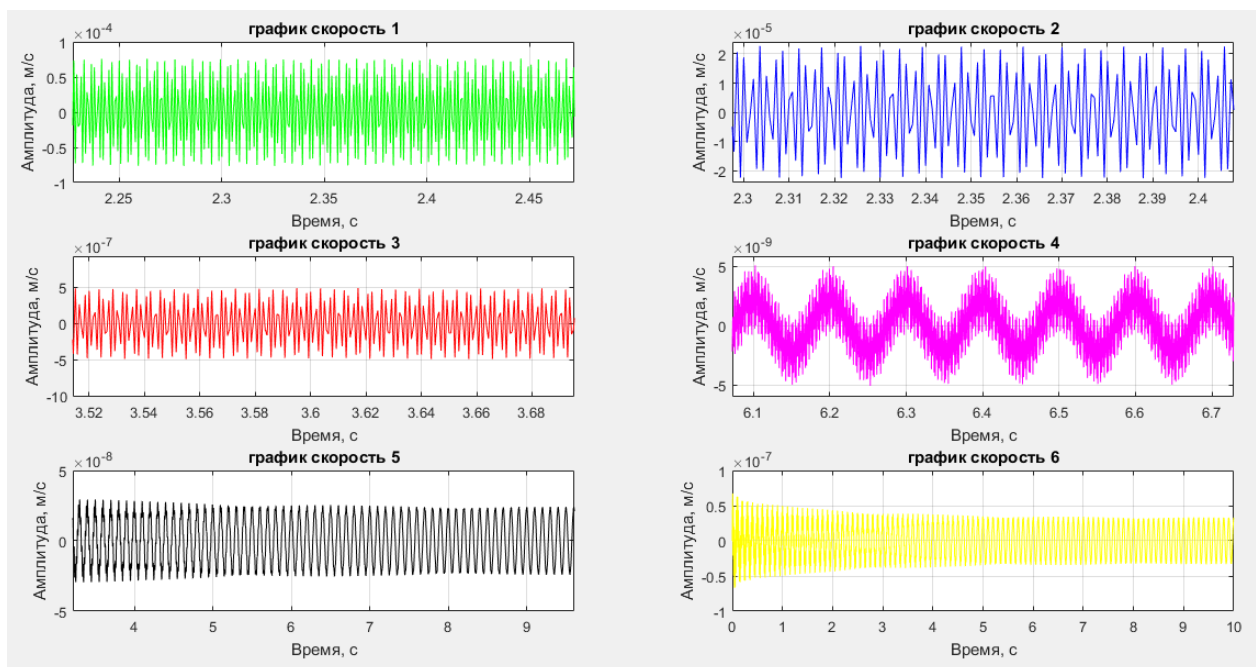 график скорость 1
×10-4
Амплитуда, м/с
1
0.5
0
-0.5
-1
2.25 2.3 2.35 2.4 2.45
Время, с
график скорость 2
×10-5
Амплитуда, м/с
2
1
0
-1
-2
2.3 2.31 2.32 2.33 2.34 2.35 2.36 2.37 2.38 2.39 2.4
Время, с
график скорость 3
×10-7
Амплитуда, м/с
5
0
-5
-10
3.52 3.54 3.56 3.58 3.6 3.62 3.64 3.66 3.68
Время, с
график скорость 4
×10-9
Амплитуда, м/с
5
0
-5
6.1 6.2 6.3 6.4 6.5 6.6 6.7
Время, с
график скорость 5
×10-8
Амплитуда, м/с
5
0
-5
4 5 6 7 8 9
Время, с
график скорость 6
×10-7
Амплитуда, м/с
1
0.5
0
-0.5
-1
0 1 2 3 4 5 6 7 8 9 10
Время, с